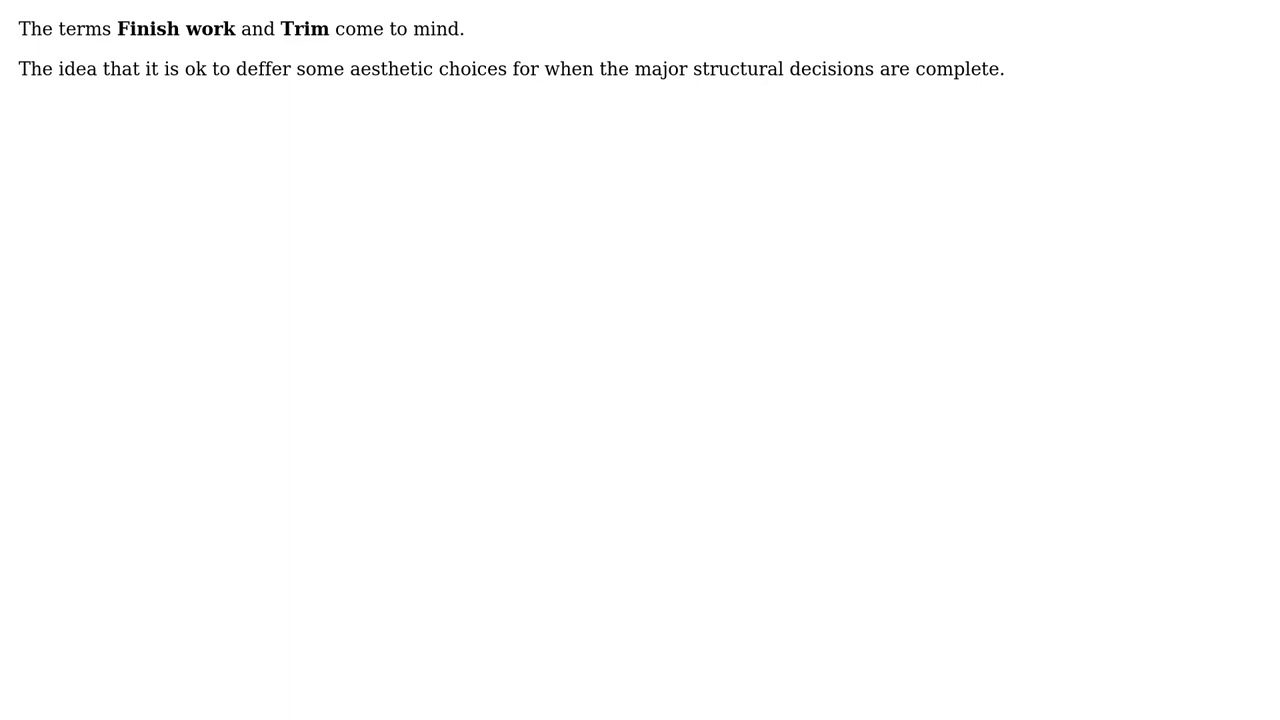 The terms Finish work and Trim come to mind.
The idea that it is ok to deffer some aesthetic choices for when the major structural decisions are complete.